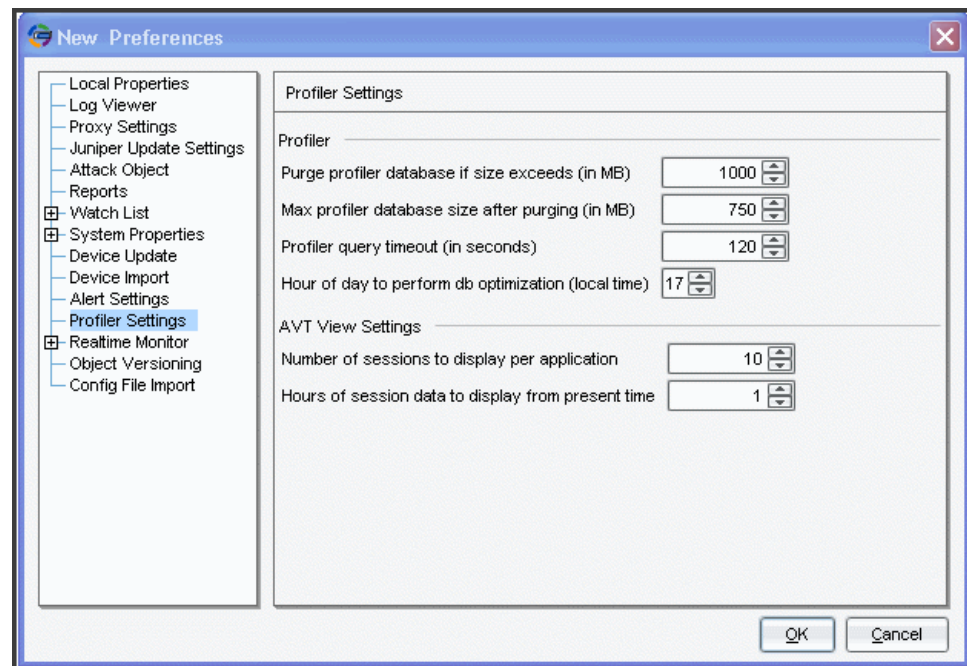 New Preferences
Local Properties
Log Viewer
Proxy Settings
Juniper Update Settings
Attack Object
Reports
Watch List
System Properties
Device Update
Device Import
Alert Settings
Profiler Settings
Realtime Monitor
Object Versioning
Config File Import
Profiler Settings
Profiler
Purge profiler database if size exceeds (in MB) 1000
Max profiler database size after purging (in MB) 750
Profiler query timeout (in seconds) 120
Hour of day to perform db optimization (local time) 17
AVT View Settings
Number of sessions to display per application 10
Hours of session data to display from present time 1
OK Cancel